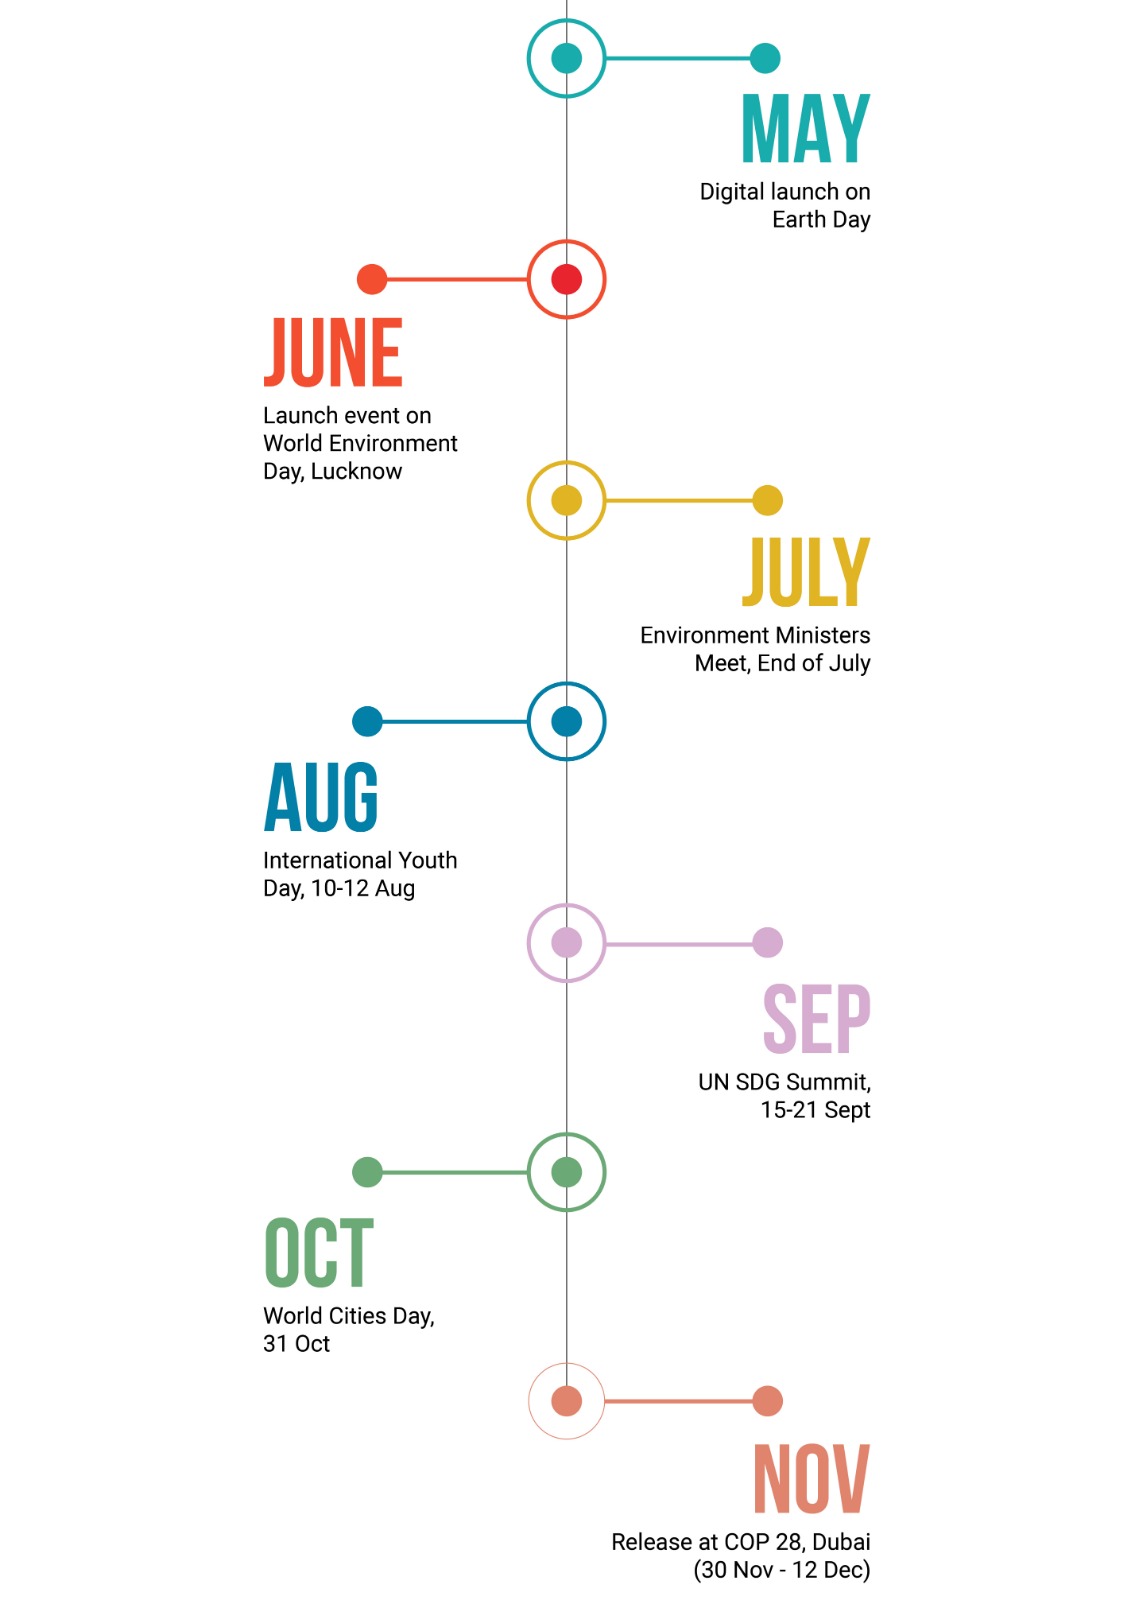 MAY
Digital launch on
Earth Day
JUNE
Launch event on
World Environment
Day, Lucknow
JULY
Environment Ministers
Meet, End of July
AUG
International Youth
Day, 10-12 Aug
SEP
UN SDG Summit,
15-21 Sept
OCT
World Cities Day,
31 Oct
NOV
Release at COP 28, Dubai
(30 Nov - 12 Dec)